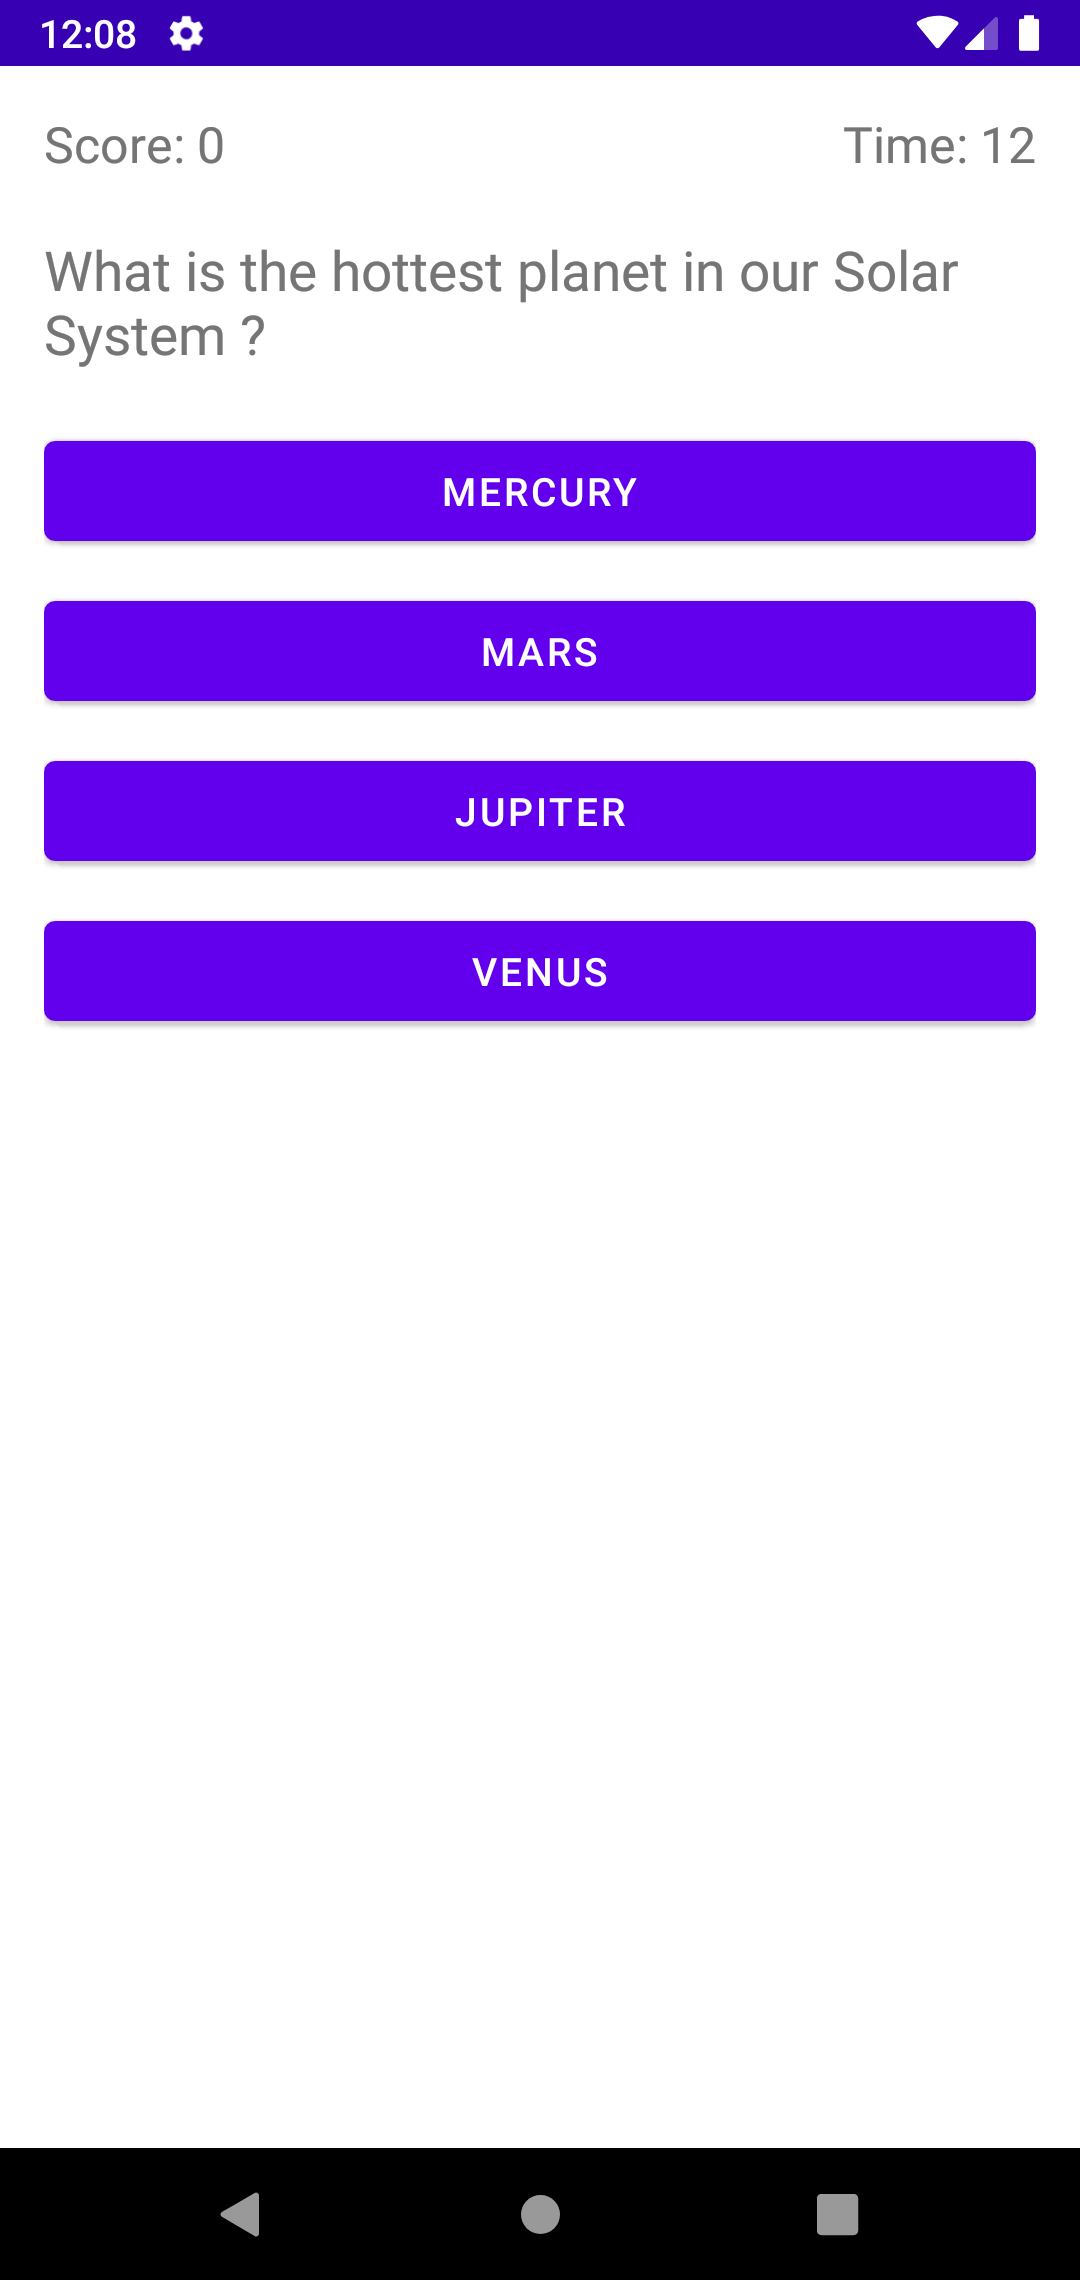 12:08
Score: 0
Time: 12
What is the hottest planet in our Solar
System ?
MERCURY
MARS
JUPITER
VENUS